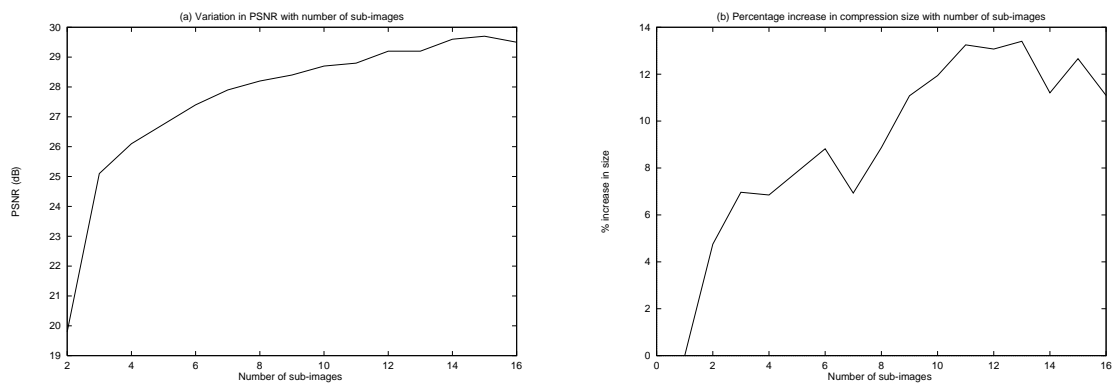 (a) Variation in PSNR with number of sub-images
30
29
28
27
26
25
24
23
22
21
20
19
2 4 6 8 10 12 14 16
PSNR (dB)
Number of sub-images
(b) Percentage increase in compression size with number of sub-images
14
12
10
8
6
4
2
0
0 2 4 6 8 10 12 14 16
% increase in size
Number of sub-images